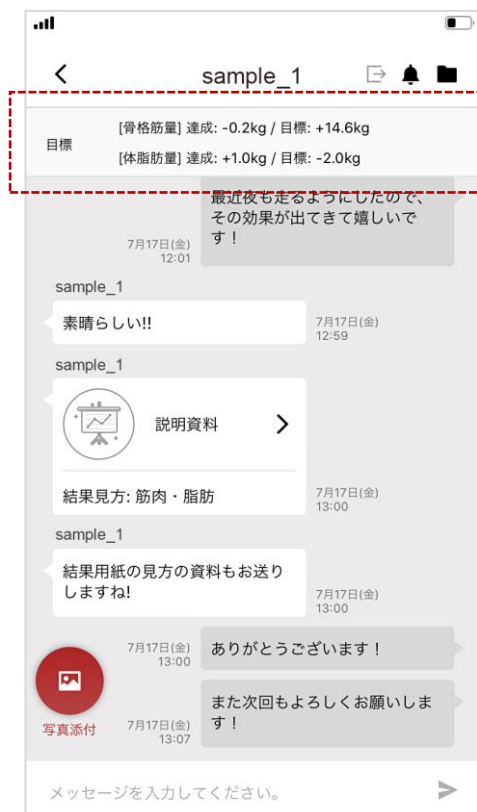 sample_1
目標
[骨格筋量] 達成: -0.2kg / 目標: +14.6kg
[体脂肪量] 達成: +1.0kg / 目標: -2.0kg
最近夜も走るようにしたので、
その効果が出てきて嬉しいで
す！
7月17日(金)
12:01
sample_1
素晴らしい!!
7月17日(金)
12:59
sample_1
説明資料
結果見方: 筋肉・脂肪
7月17日(金)
13:00
sample_1
結果用紙の見方の資料もお送り
しますね!
7月17日(金)
13:00
7月17日(金)
13:00
ありがとうございます！
写真添付
7月17日(金)
13:07
また次回もよろしくお願いしま
す！
メッセージを入力してください。